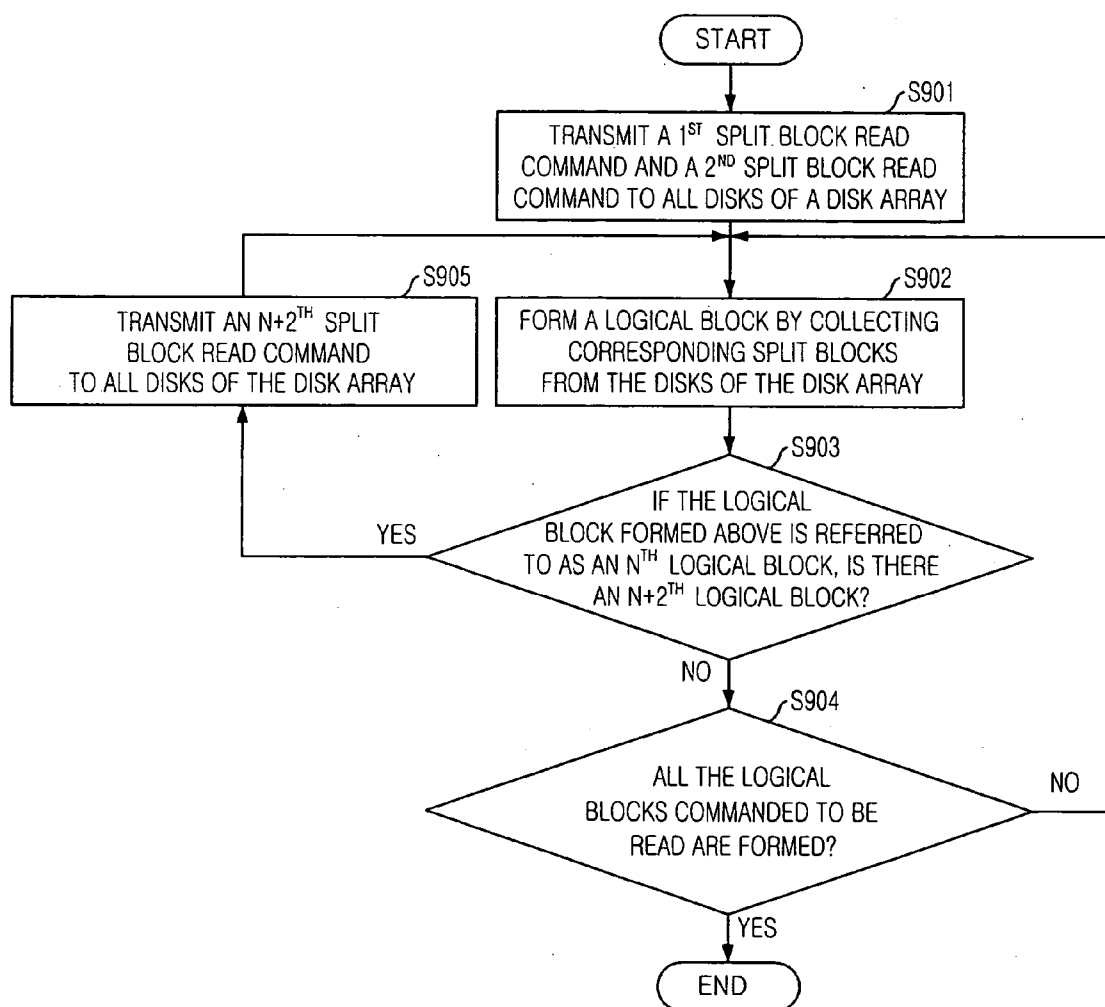 START
S901
TRANSMIT A 1ST SPLIT BLOCK READ
COMMAND AND A 2ND SPLIT BLOCK READ
COMMAND TO ALL DISKS OF A DISK ARRAY
S905
TRANSMIT AN N+2TH SPLIT
BLOCK READ COMMAND
TO ALL DISKS OF THE DISK ARRAY
S902
FORM A LOGICAL BLOCK BY COLLECTING
CORRESPONDING SPLIT BLOCKS
FROM THE DISKS OF THE DISK ARRAY
S903
IF THE LOGICAL
BLOCK FORMED ABOVE IS REFERRED
TO AS AN NTH LOGICAL BLOCK, IS THERE
AN N+2TH LOGICAL BLOCK?
YES
NO
S904
ALL THE LOGICAL
BLOCKS COMMANDED TO BE
READ ARE FORMED?
NO
YES
END